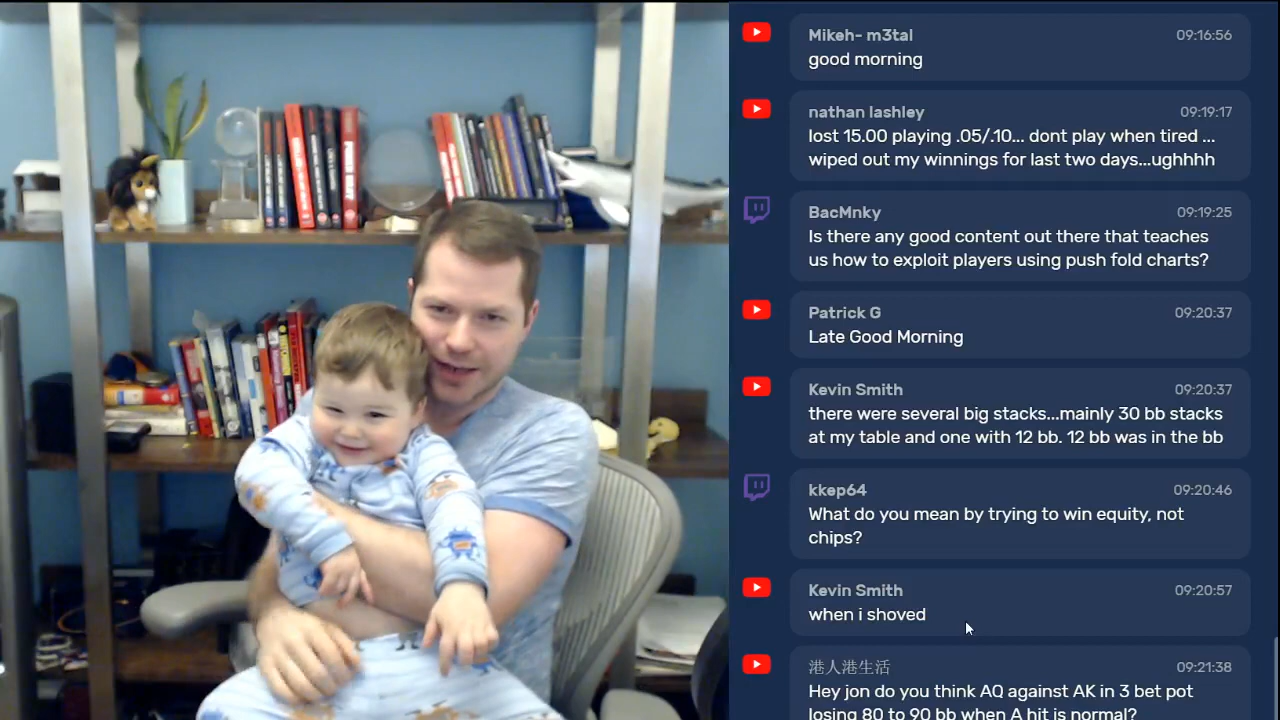 Mikeh- m3tal 09:16:56
good morning
nathan lashley 09:19:17
lost 15.00 playing .05/.10... dont play when tired ...
wiped out my winnings for last two days...ughhhh
BacMnky 09:19:25
Is there any good content out there that teaches
us how to exploit players using push fold charts?
Patrick G 09:20:37
Late Good Morning
Kevin Smith 09:20:37
there were several big stacks...mainly 30 bb stacks
at my table and one with 12 bb. 12 bb was in the bb
kkep64 09:20:46
What do you mean by trying to win equity, not
chips?
Kevin Smith 09:20:57
when i shoved
港人港生活 09:21:38
Hey jon do you think AQ against AK in 3 bet pot
losing 80 to 90 bb when A hit is normal?